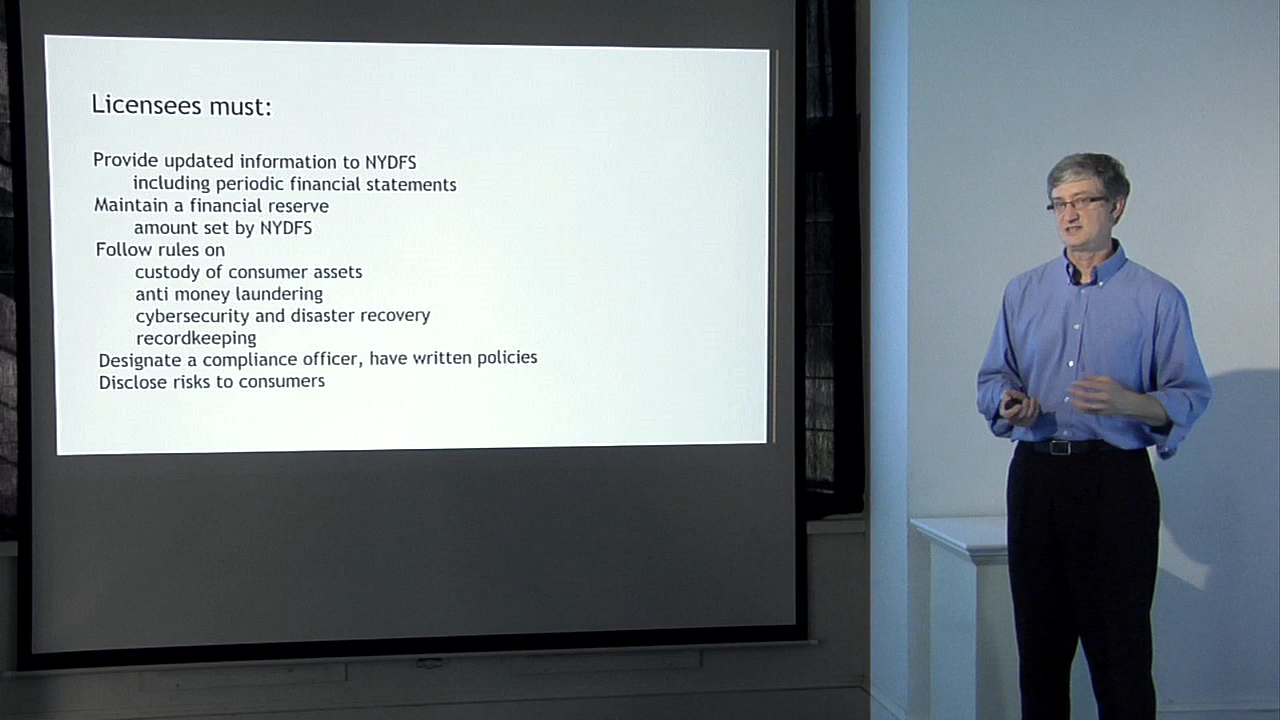 Licensees must:
Provide updated information to NYDFS
including periodic financial statements
Maintain a financial reserve
amount set by NYDFS
Follow rules on
custody of consumer assets
anti money laundering
cybersecurity and disaster recovery
recordkeeping
Designate a compliance officer, have written policies
Disclose risks to consumers